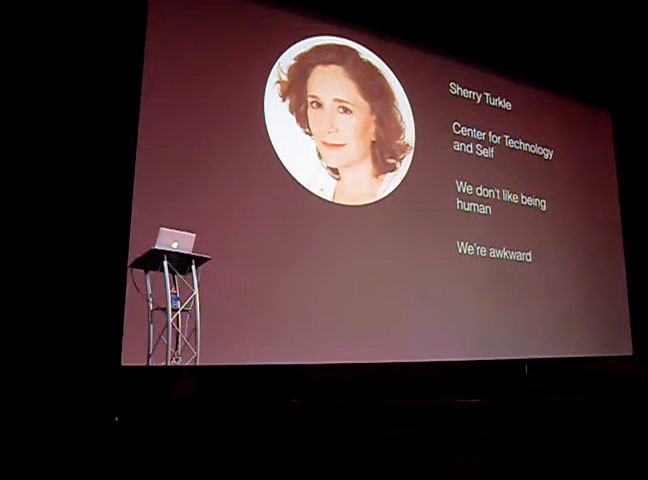 Sherry Turkle
Center for Technology
and Self
We don't like being
human
We're awkward